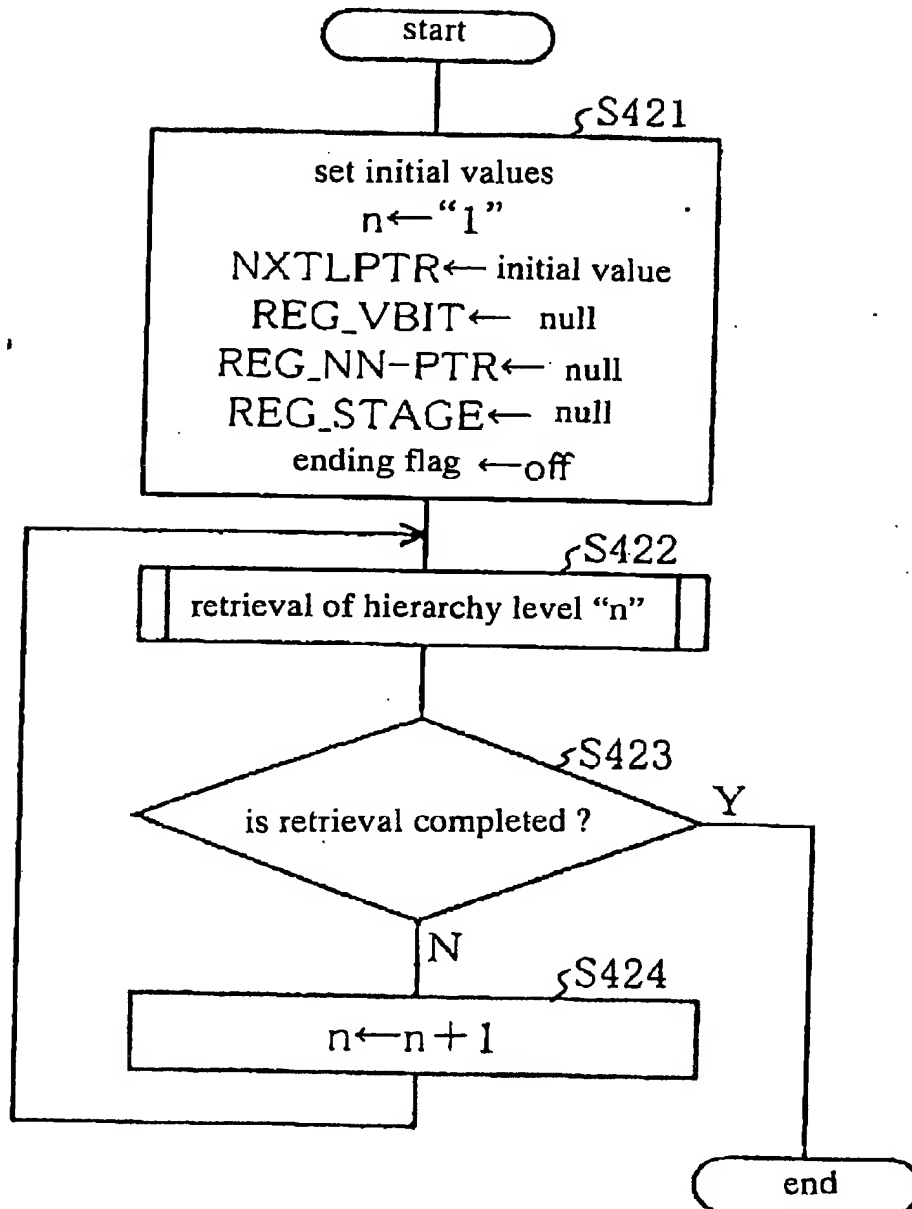 start
S421
set initial values
n←"1"
NXTLPTR← initial value
REG_VBIT← null
REG_NN-PTR← null
REG_STAGE← null
ending flag ←off
S422
retrieval of hierarchy level "n"
S423
is retrieval completed ?
Y
N
S424
n←n+1
end